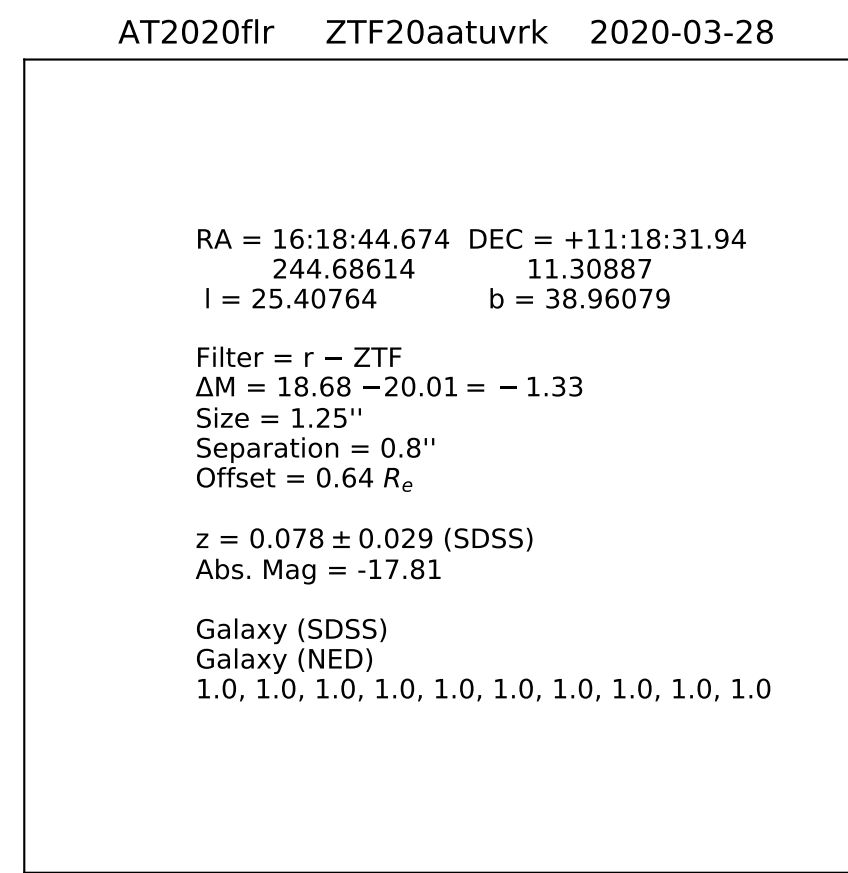 AT2020flr ZTF20aatuvrk 2020-03-28
RA = 16:18:44.674 DEC = +11:18:31.94
244.68614 11.30887
l = 25.40764 b = 38.96079
Filter = r − ZTF
ΔM = 18.68 −20.01 = − 1.33
Size = 1.25''
Separation = 0.8''
Offset = 0.64 Rₑ
z = 0.078 ± 0.029 (SDSS)
Abs. Mag = -17.81
Galaxy (SDSS)
Galaxy (NED)
1.0, 1.0, 1.0, 1.0, 1.0, 1.0, 1.0, 1.0, 1.0, 1.0